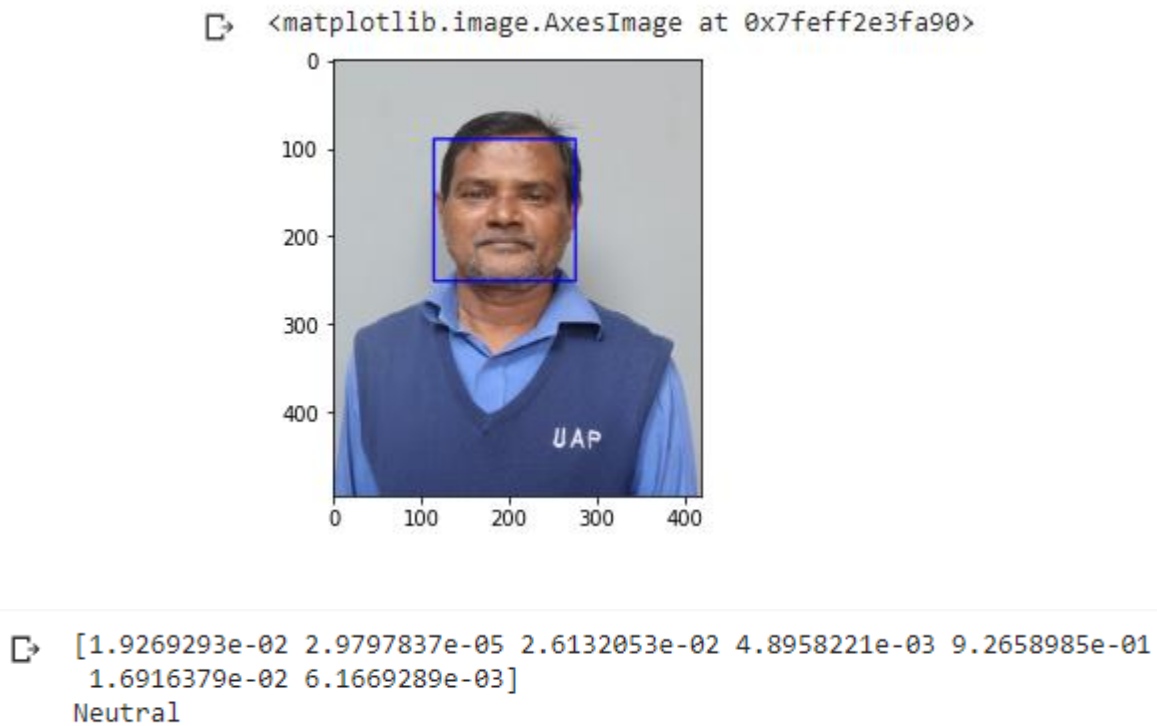 <matplotlib.image.AxesImage at 0x7feff2e3fa90>
0
100
200
300
400
UAP
0 100 200 300 400
[1.9269293e-02 2.9797837e-05 2.6132053e-02 4.8958221e-03 9.2658985e-01
1.6916379e-02 6.1669289e-03]
Neutral